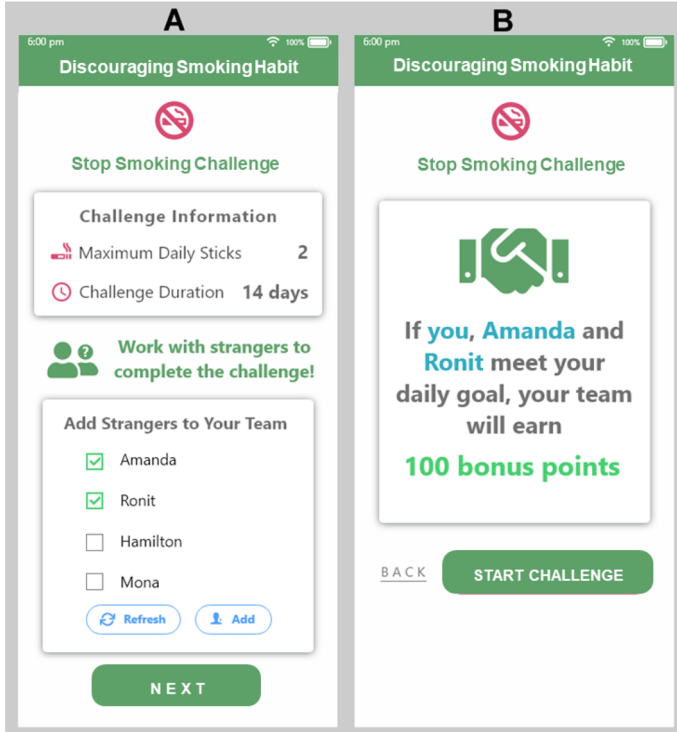 A
6:00 pm 100%
Discouraging Smoking Habit
Stop Smoking Challenge
Challenge Information
Maximum Daily Sticks 2
Challenge Duration 14 days
?
Work with strangers to
complete the challenge!
Add Strangers to Your Team
Amanda
Ronit
Hamilton
Mona
Refresh Add
NEXT
B
6:00 pm 100%
Discouraging Smoking Habit
Stop Smoking Challenge
If you, Amanda and
Ronit meet your
daily goal, your team
will earn
100 bonus points
BACK START CHALLENGE